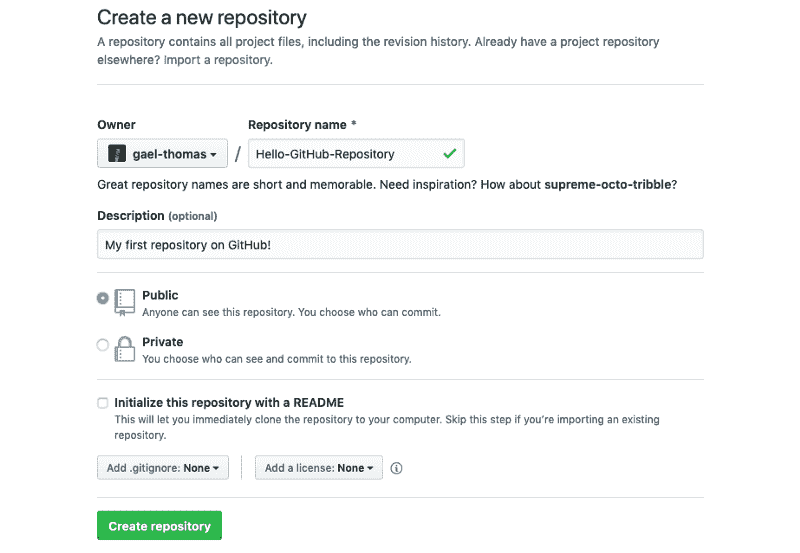 Create a new repository
A repository contains all project files, including the revision history. Already have a project repository
elsewhere? Import a repository.
Owner
Repository name *
gael-thomas
/
Hello-GitHub-Repository
Great repository names are short and memorable. Need inspiration? How about supreme-octo-tribble?
Description (optional)
My first repository on GitHub!
Public
Anyone can see this repository. You choose who can commit.
Private
You choose who can see and commit to this repository.
Initialize this repository with a README
This will let you immediately clone the repository to your computer. Skip this step if you’re importing an existing
repository.
Add .gitignore: None
Add a license: None
Create repository